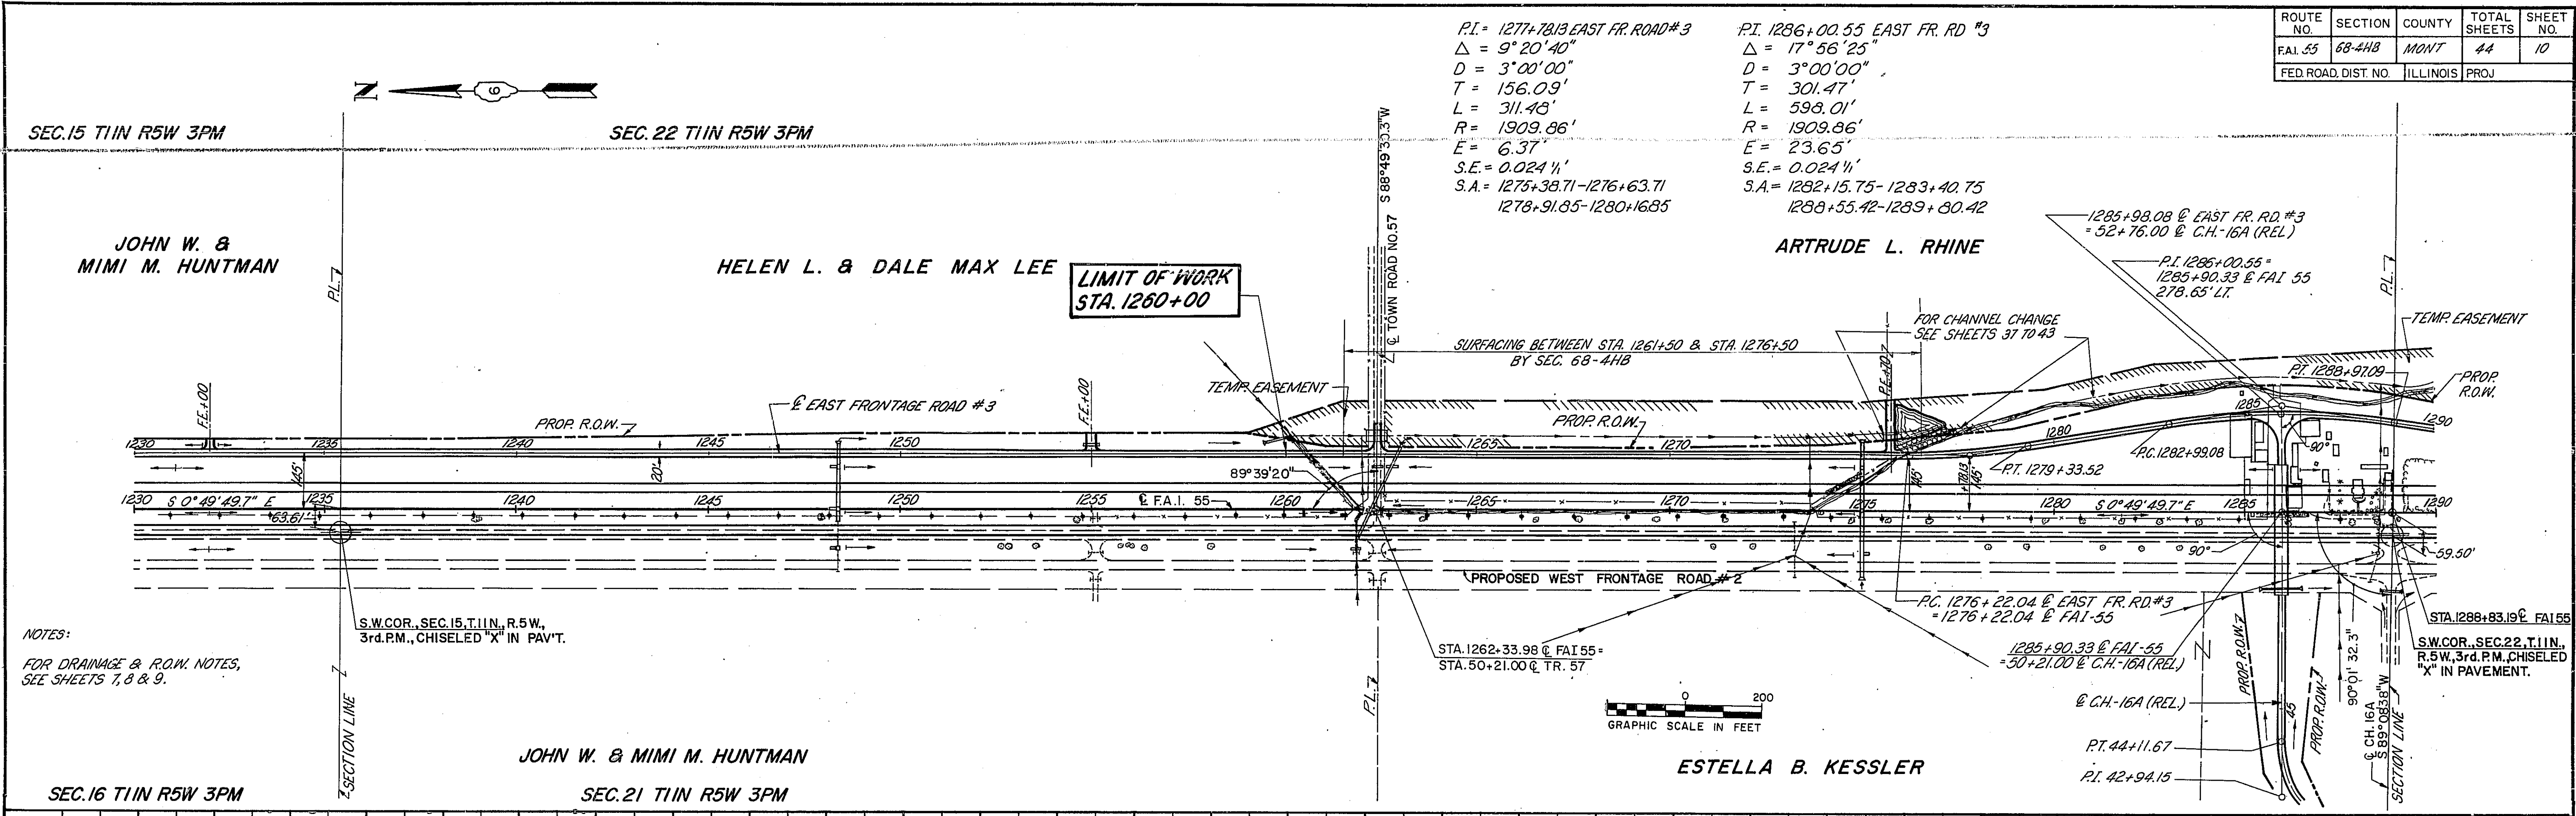 ROUTE NO. SECTION COUNTY TOTAL SHEETS SHEET NO.
F.A.I. 55 68-4HB MONT 44 10
FED. ROAD. DIST. NO. ILLINOIS PROJ
P.I. = 1277+78.13 EAST FR. ROAD #3
Δ = 9°20'40"
D = 3°00'00"
T = 156.09'
L = 311.48'
R = 1909.86'
E = 6.37'
S.E. = 0.024 '/'
S.A. = 1275+38.71-1276+63.71
1278+91.85-1280+16.85
P.I. 1286+00.55 EAST FR. RD #3
Δ = 17°56'25"
D = 3°00'00"
T = 301.47'
L = 598.01'
R = 1909.86'
E = 23.65'
S.E. = 0.024 '/'
S.A. = 1282+15.75-1283+40.75
1288+55.42-1289+80.42
N
6
SEC. 15 T11N R5W 3PM
SEC. 22 T11N R5W 3PM
S 88°49'30.3" W
℄ TOWN ROAD NO. 57
JOHN W. &
MIMI M. HUNTMAN
P.L.
HELEN L. & DALE MAX LEE
LIMIT OF WORK
STA. 1260+00
ARTRUDE L. RHINE
1285+98.08 ℄ EAST FR. RD. #3
= 52+76.00 ℄ C.H.-16A (REL)
P.I. 1286+00.55 =
1285+90.33 ℄ FAI 55
278.65' LT.
P.L.
TEMP. EASEMENT
FOR CHANNEL CHANGE
SEE SHEETS 37 TO 43
SURFACING BETWEEN STA. 1261+50 & STA. 1276+50
BY SEC. 68-4HB
TEMP. EASEMENT
F.E.+00
℄ EAST FRONTAGE ROAD #3
F.E.+00
P.E.+70
P.T. 1288+97.09
PROP. R.O.W.
PROP. R.O.W.
PROP. R.O.W.
1230 1235 1240 1245 1250 1265 1270 1280 1285 1290
145'
20'
89°39'20"
P.T. 1279+33.52
P.C. 1282+99.08
90°
145'
+78.13
145'
1230 1235 1240 1245 1250 1255 1260 1265 1270 1275 1280 1285 1290
S 0°49'49.7" E
63.61'
℄ F.A.I. 55
S 0°49'49.7" E
90°
59.50'
PROPOSED WEST FRONTAGE ROAD # 2
S.W. COR., SEC. 15, T.11N., R.5W.,
3rd. P.M., CHISELED "X" IN PAV'T.
P.C. 1276+22.04 ℄ EAST FR. RD. #3
= 1276+22.04 ℄ FAI-55
STA. 1262+33.98 ℄ FAI 55 =
STA. 50+21.00 ℄ TR. 57
1285+90.33 ℄ FAI-55
= 50+21.00 ℄ C.H.-16A (REL)
STA. 1288+83.19 ℄ FAI 55
S.W. COR., SEC. 22, T.11N.,
R.5W., 3rd. P.M., CHISELED
"X" IN PAVEMENT.
NOTES:
FOR DRAINAGE & R.O.W. NOTES,
SEE SHEETS 7, 8 & 9.
SECTION LINE
P.L.
0 200
GRAPHIC SCALE IN FEET
℄ C.H.-16A (REL)
PROP. R.O.W.
PROP. R.O.W.
45
90°01' 32.3"
℄ CH. 16A
S 89°08'3.8" W
SECTION LINE
P.T. 44+11.67
P.I. 42+94.15
JOHN W. & MIMI M. HUNTMAN
ESTELLA B. KESSLER
SEC. 16 T11N R5W 3PM
SEC. 21 T11N R5W 3PM